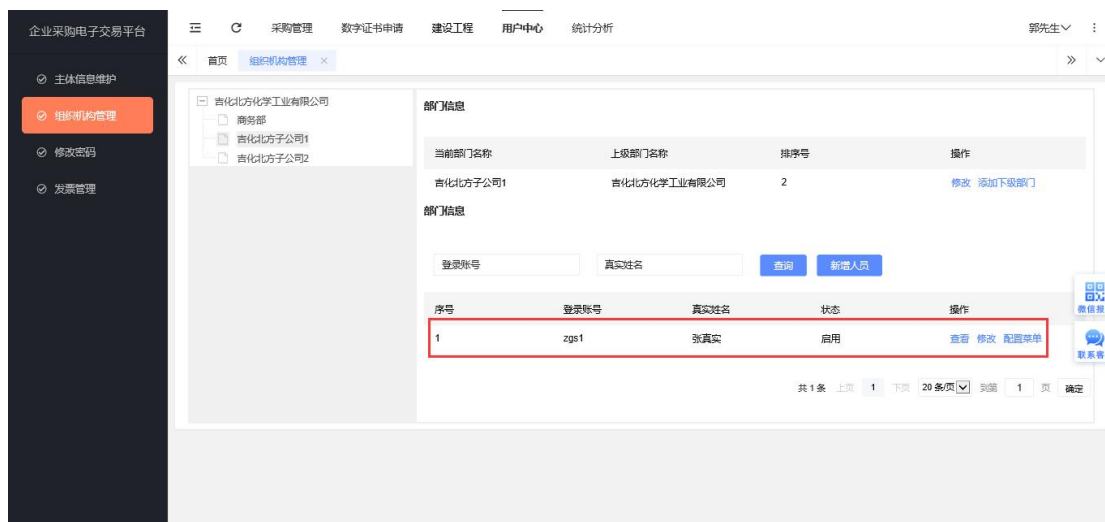 企业采购电子交易平台
采购管理 数字证书申请 建设工程 用户中心 统计分析 郭先生
首页 组织机构管理 ×
主体信息维护
组织机构管理
修改密码
发票管理
吉化北方化学工业有限公司
商务部
吉化北方子公司1
吉化北方子公司2
部门信息
当前部门名称 上级部门名称 排序号 操作
吉化北方子公司1 吉化北方化学工业有限公司 2 修改 添加下级部门
部门信息
登录账号 真实姓名 查询 新增人员
序号 登录账号 真实姓名 状态 操作
1 zgs1 张真实 启用 查看 修改 配置菜单
微信报
联系客
共1条 上页 1 下页 20条/页 到第 1 页 确定